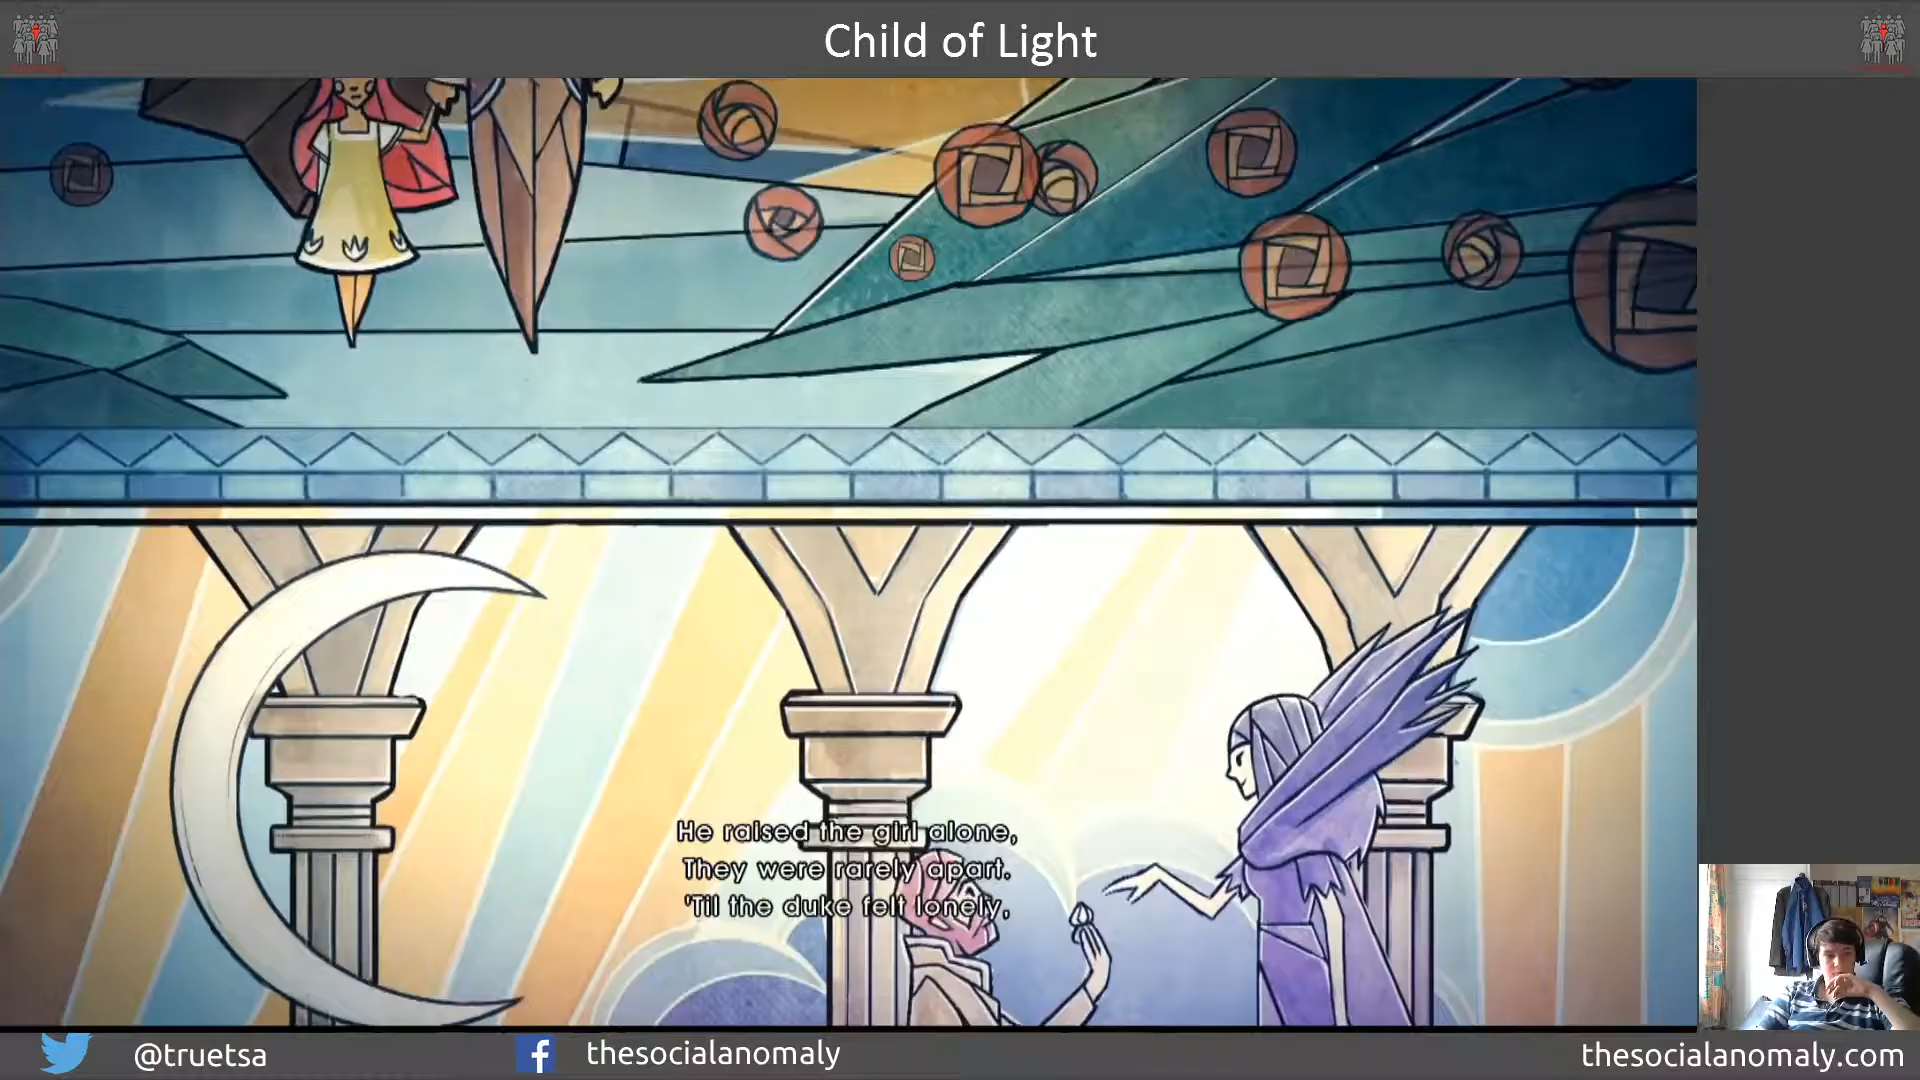 Child of Light
He raised the girl alone,
They were rarely apart.
'Til the duke felt lonely,
@truetsa
thesocialanomaly
thesocialanomaly.com